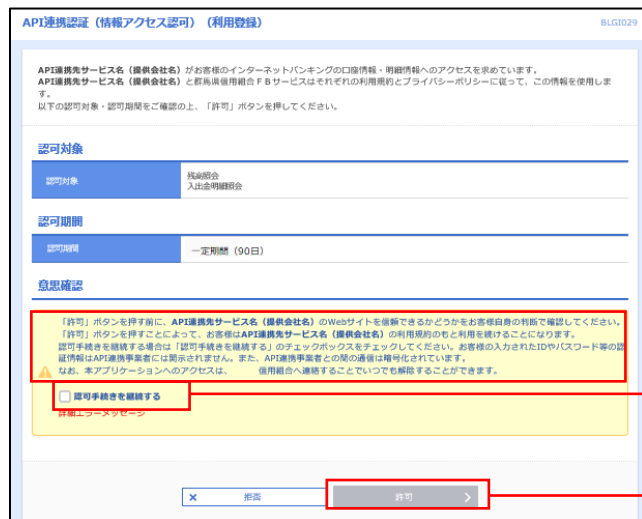 API連携認証(情報アクセス認可)(利用登録)
BLGI029
API連携先サービス名(提供会社名)がお客様のインターネットバンキングの口座情報・明細情報へのアクセスを求めています。
API連携先サービス名(提供会社名)と群馬県信用組合FBサービスはそれぞれの利用規約とプライバシーポリシーに従って、この情報を使用しま
す。
以下の認可対象・認可期間をご確認の上、「許可」ボタンを押してください。
認可対象
認可対象
残高照会
入出金明細照会
認可期間
認可期間
一定期間(90日)
意思確認
「許可」ボタンを押す前に、API連携先サービス名(提供会社名)のWebサイトを信頼できるかどうかをお客様自身の判断で確認してください。
「許可」ボタンを押すことによって、お客様はAPI連携先サービス名(提供会社名)の利用規約のもと利用を続けることになります。
認可手続きを継続する場合は「認可手続きを継続する」のチェックボックスをチェックしてください。お客様の入力されたIDやパスワード等の認
証情報はAPI連携事業者には開示されません。また、API連携事業者との間の通信は暗号化されています。
なお、本アプリケーションへのアクセスは、 信用組合へ連絡することでいつでも解除することができます。
認可手続きを継続する
詳細エラーメッセージ
× 拒否
許可 >